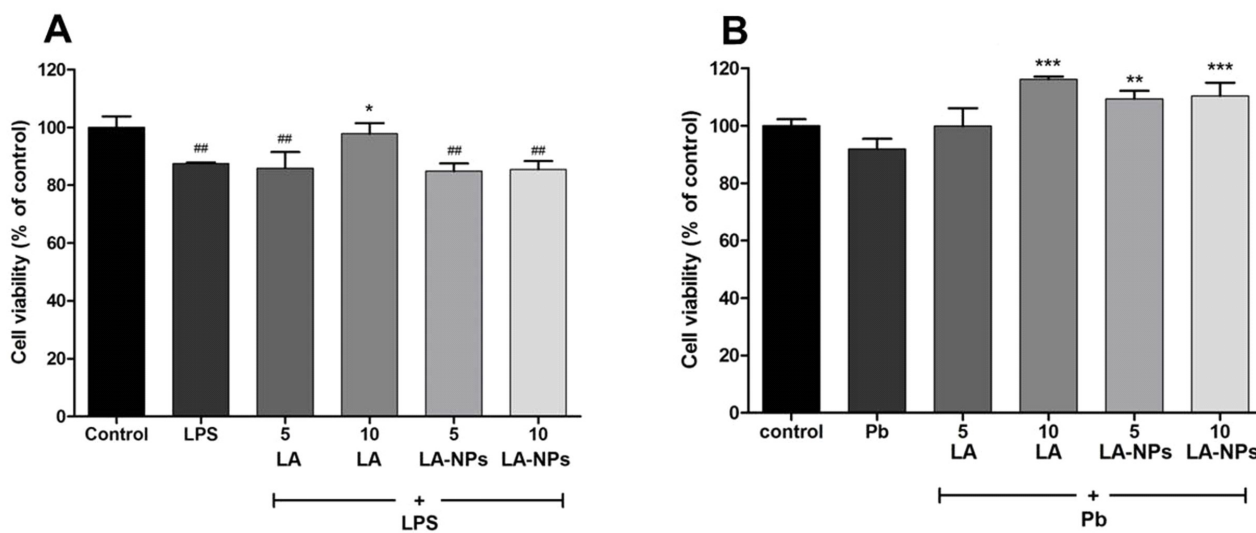 A
Cell viability (% of control)
120
100
80
60
40
20
0
##
##
*
##
##
Control LPS 5 10 5 10
LA LA LA-NPs LA-NPs
+
LPS
B
Cell viability (% of control)
120
100
80
60
40
20
0
***
**
***
control Pb 5 10 5 10
LA LA LA-NPs LA-NPs
+
Pb